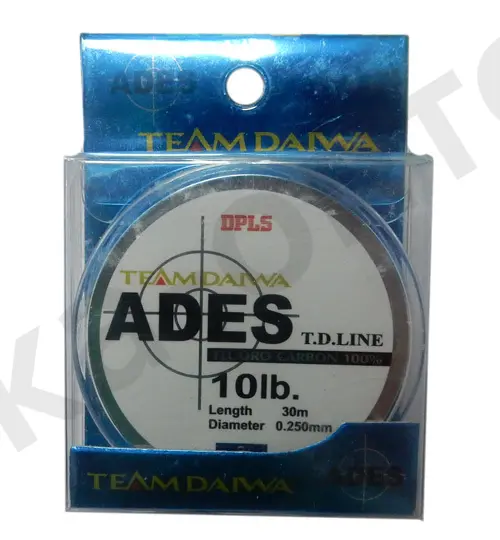 ADES
TEAM DAIWA
DPLS
TEAM DAIWA
ADES T.D.LINE
FLUORO CARBON 100%
10lb.
Length 30m
Diameter 0.250mm
TEAM DAIWA
ADES